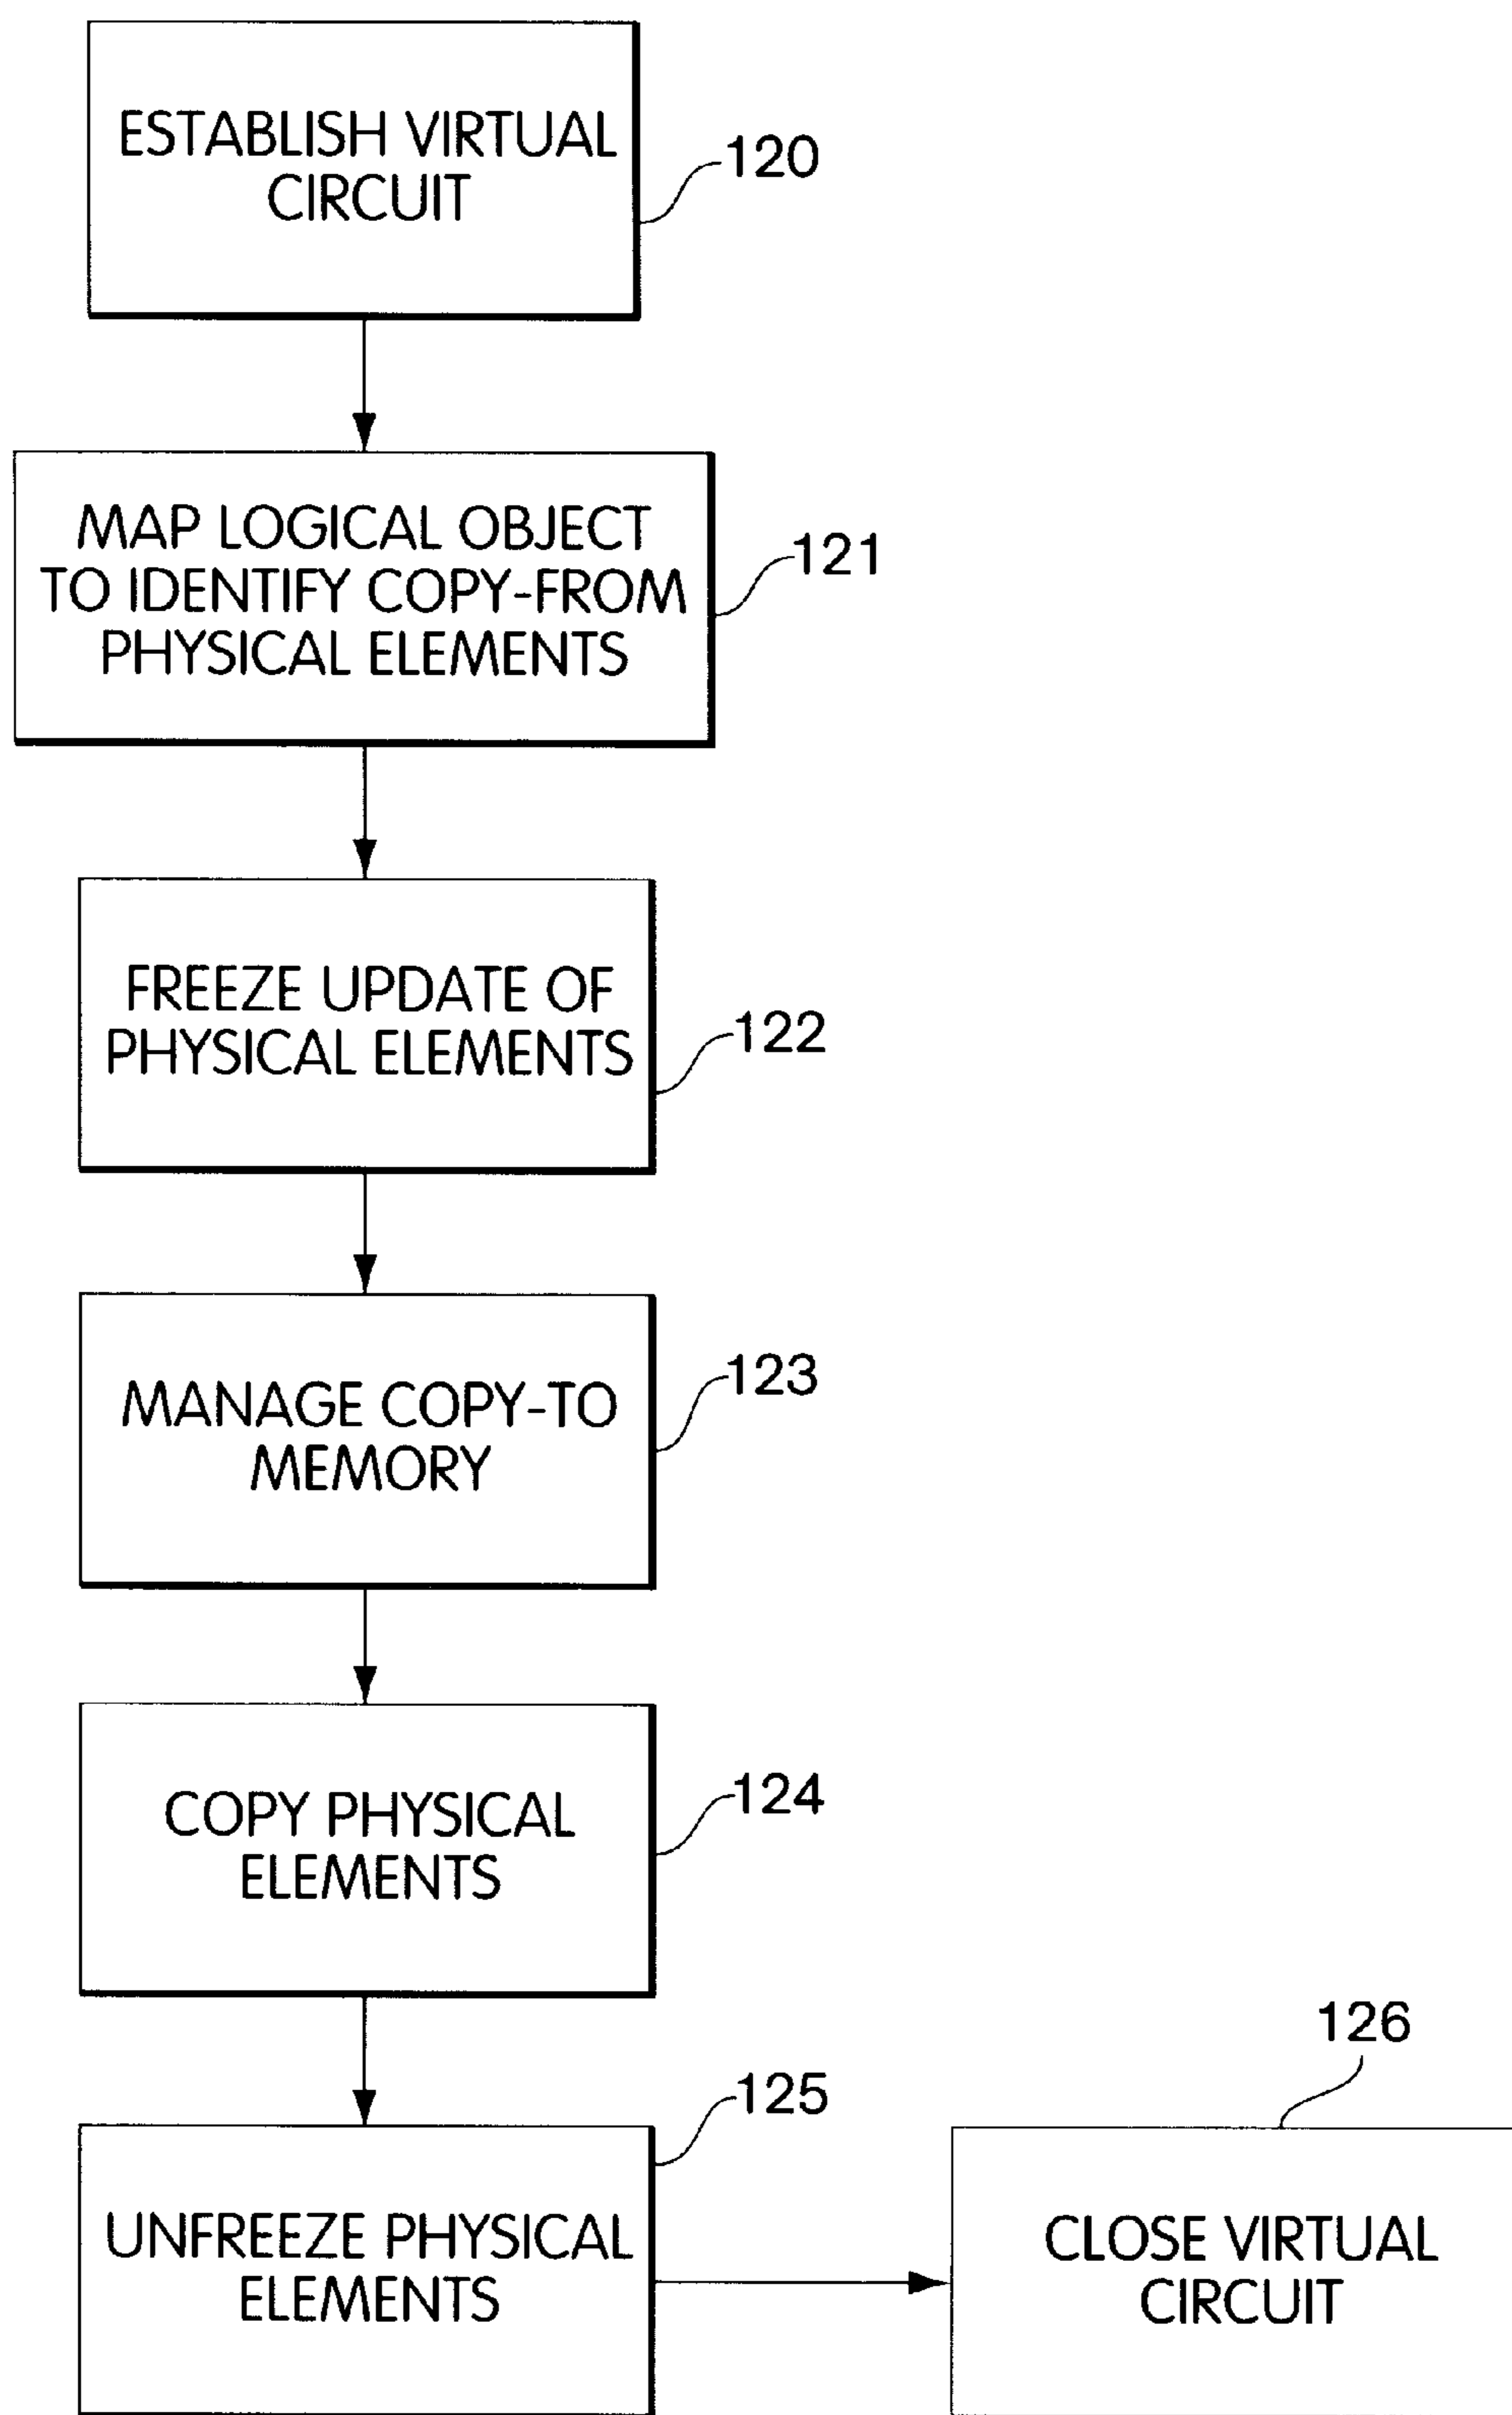 ESTABLISH VIRTUAL
CIRCUIT
120
MAP LOGICAL OBJECT
TO IDENTIFY COPY-FROM
PHYSICAL ELEMENTS
121
FREEZE UPDATE OF
PHYSICAL ELEMENTS
122
MANAGE COPY-TO
MEMORY
123
COPY PHYSICAL
ELEMENTS
124
UNFREEZE PHYSICAL
ELEMENTS
125
126
CLOSE VIRTUAL
CIRCUIT